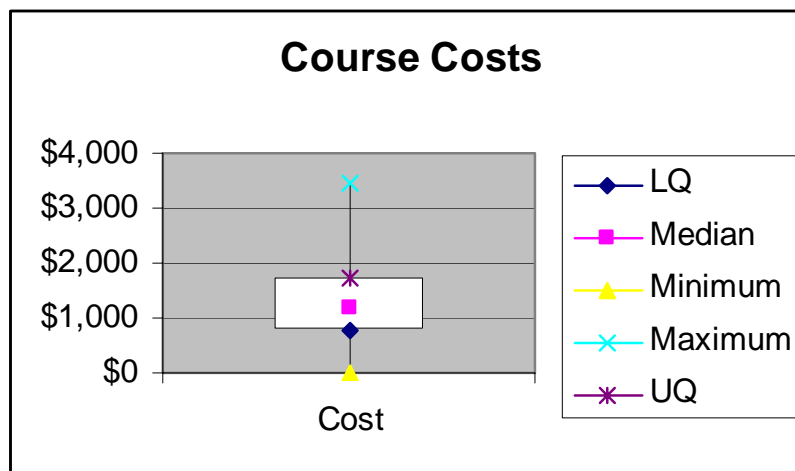 Course Costs
$4,000
$3,000
$2,000
$1,000
$0
Cost
LQ
Median
Minimum
Maximum
UQ